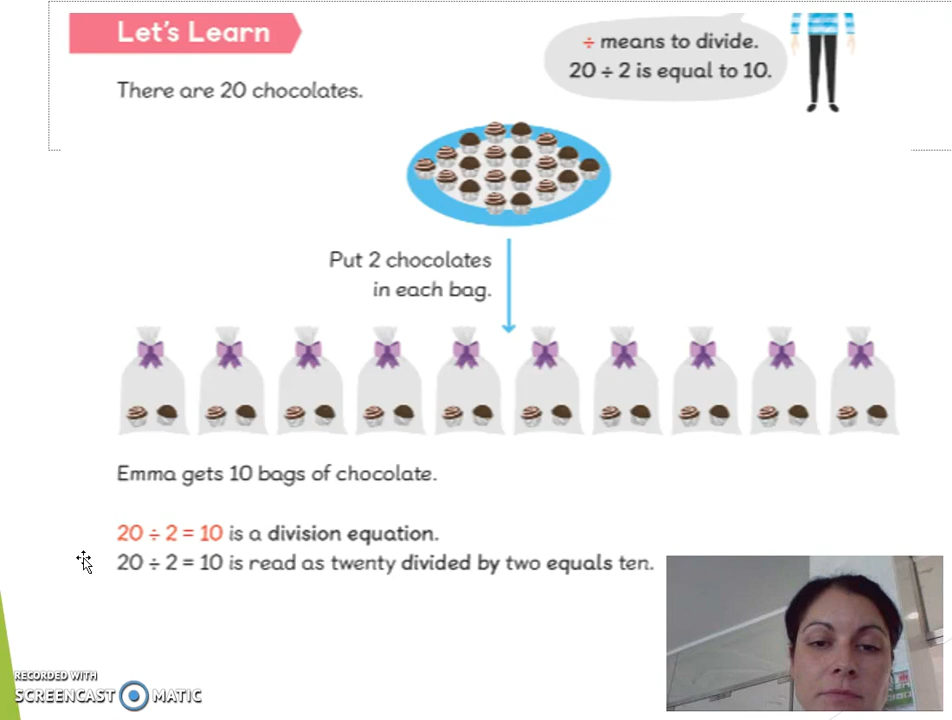 Let's Learn
÷ means to divide.
20 ÷ 2 is equal to 10.
There are 20 chocolates.
Put 2 chocolates
in each bag.
Emma gets 10 bags of chocolate.
20 ÷ 2 = 10 is a division equation.
20 ÷ 2 = 10 is read as twenty divided by two equals ten.
RECORDED WITH
SCREENCAST MATIC